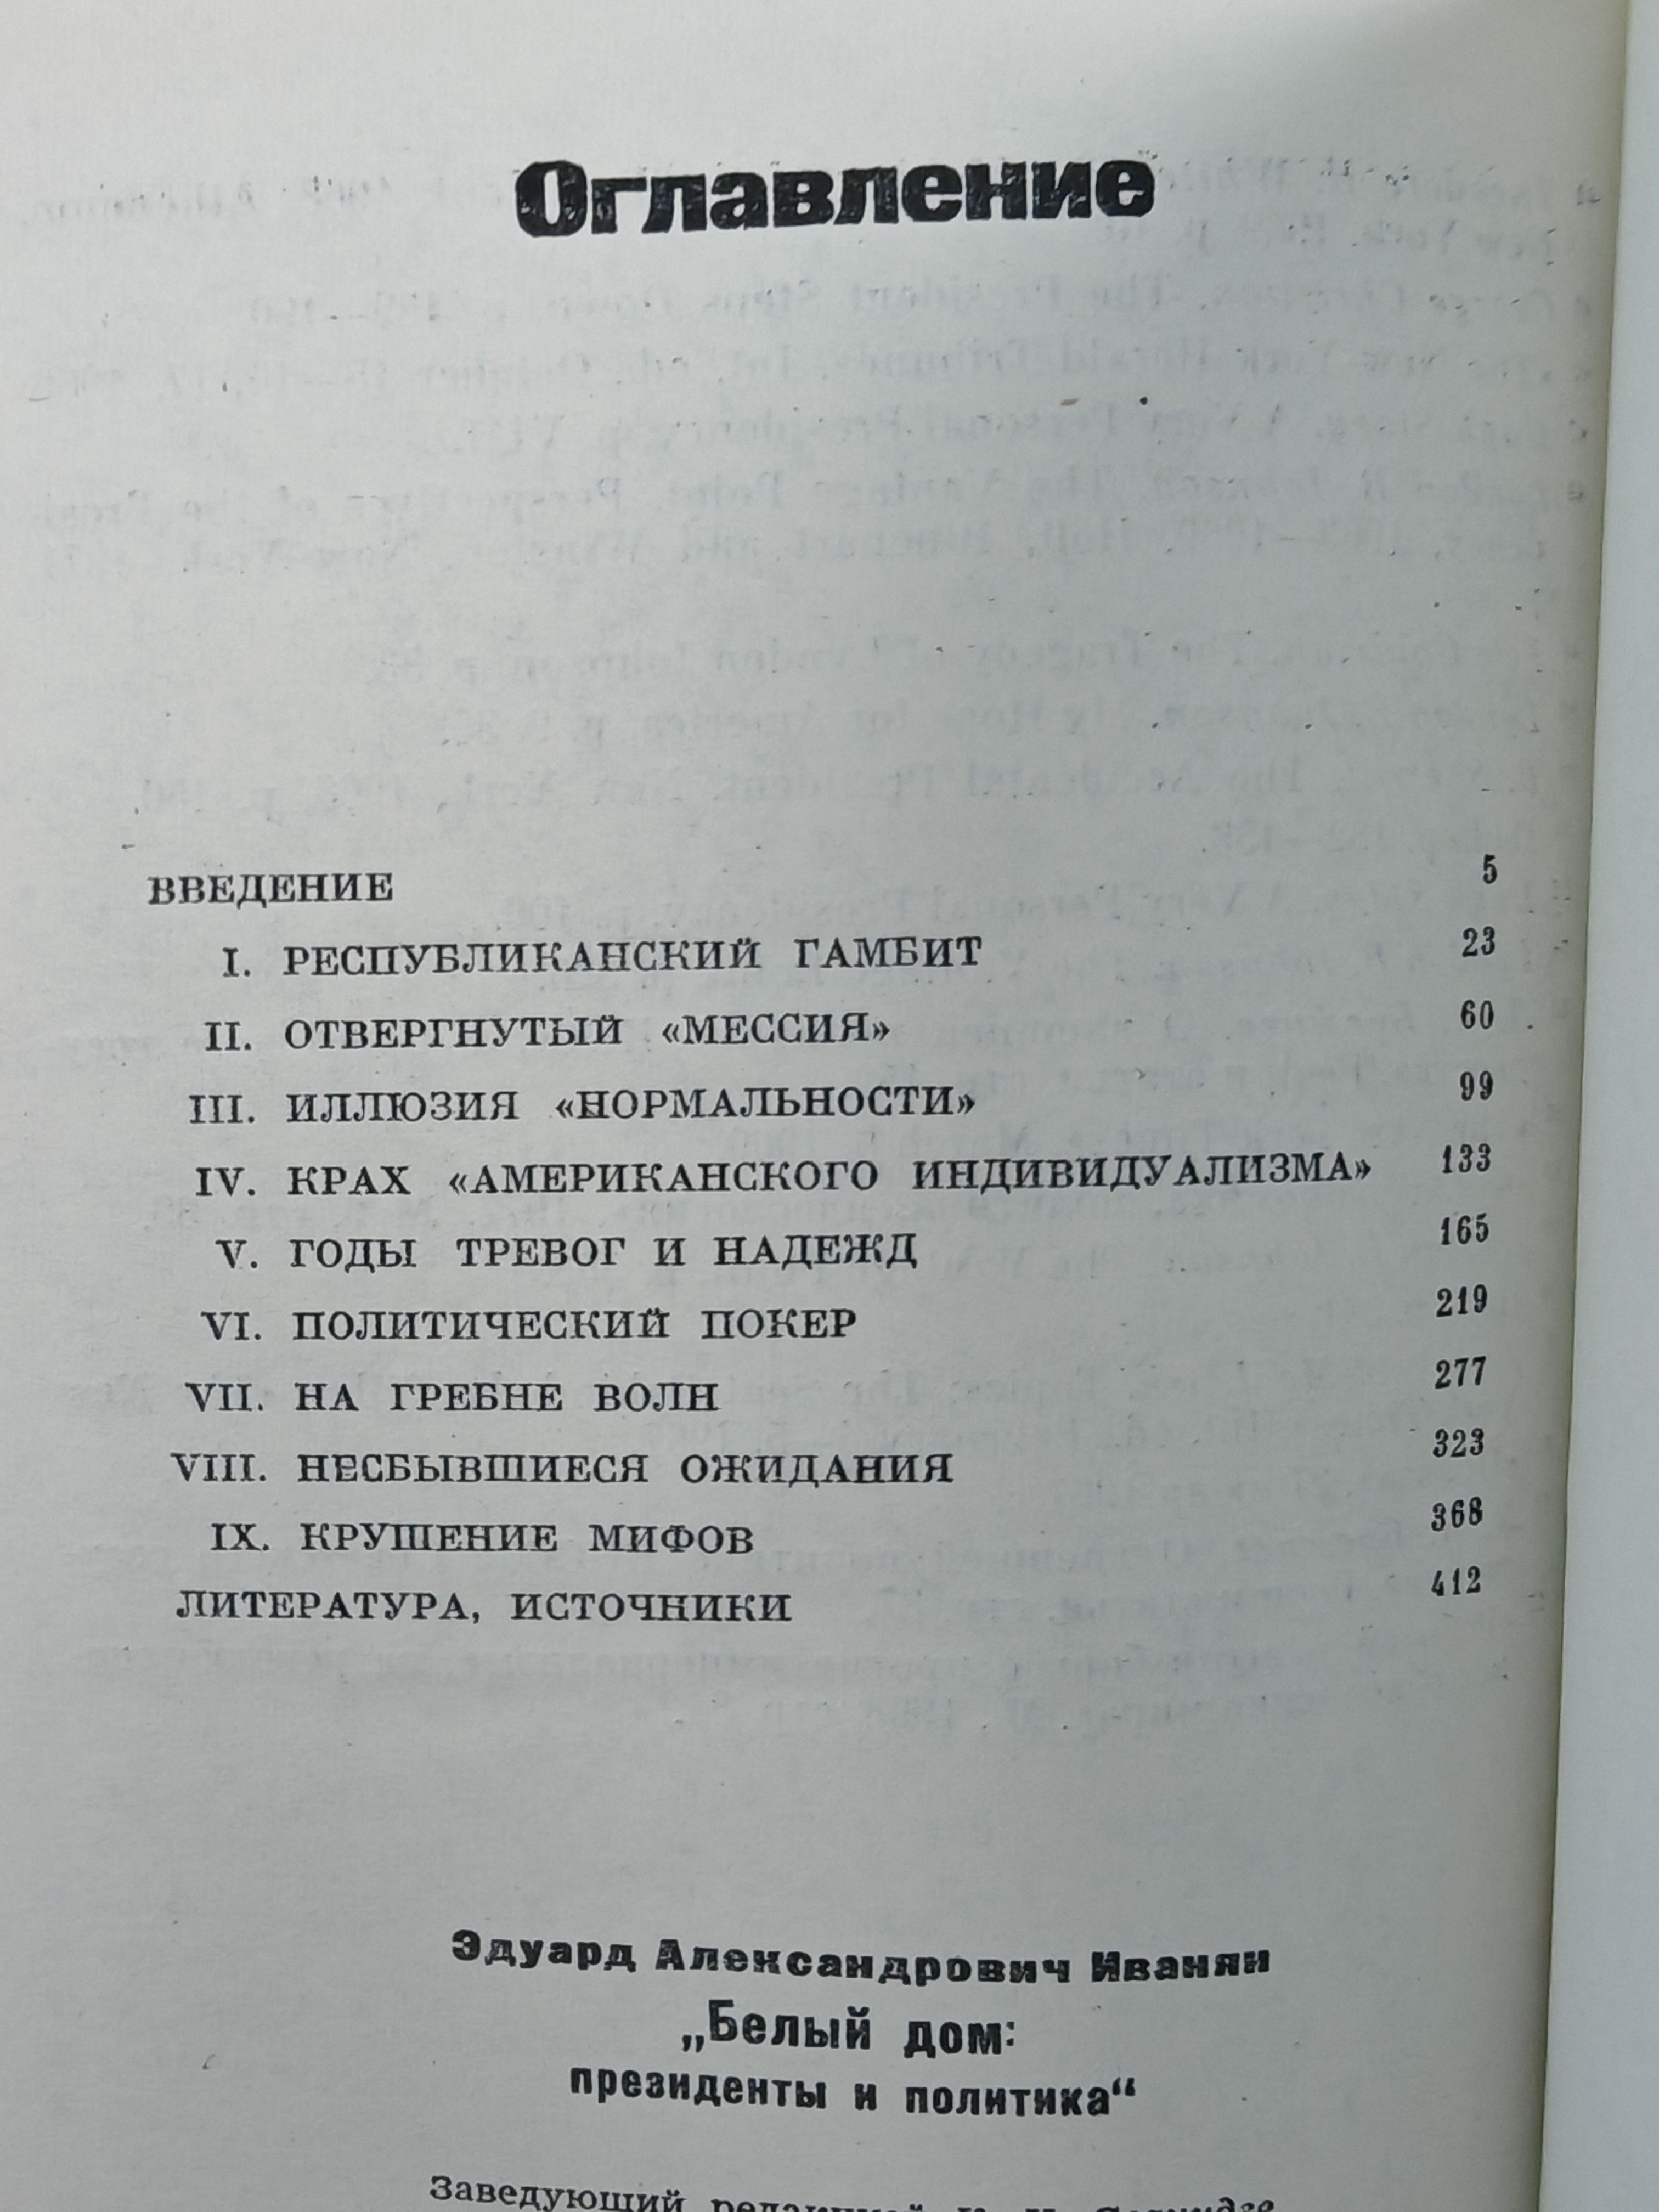 Оглавление
ВВЕДЕНИЕ 5
I. РЕСПУБЛИКАНСКИЙ ГАМБИТ 23
II. ОТВЕРГНУТЫЙ «МЕССИЯ» 60
III. ИЛЛЮЗИЯ «НОРМАЛЬНОСТИ» 99
IV. КРАХ «АМЕРИКАНСКОГО ИНДИВИДУАЛИЗМА» 133
V. ГОДЫ ТРЕВОГ И НАДЕЖД 165
VI. ПОЛИТИЧЕСКИЙ ПОКЕР 219
VII. НА ГРЕБНЕ ВОЛН 277
VIII. НЕСБЫВШИЕСЯ ОЖИДАНИЯ 323
IX. КРУШЕНИЕ МИФОВ 368
ЛИТЕРАТУРА, ИСТОЧНИКИ 412
Эдуард Александрович Иванян
„Белый дом:
президенты и политика“
Заведующий редакцией